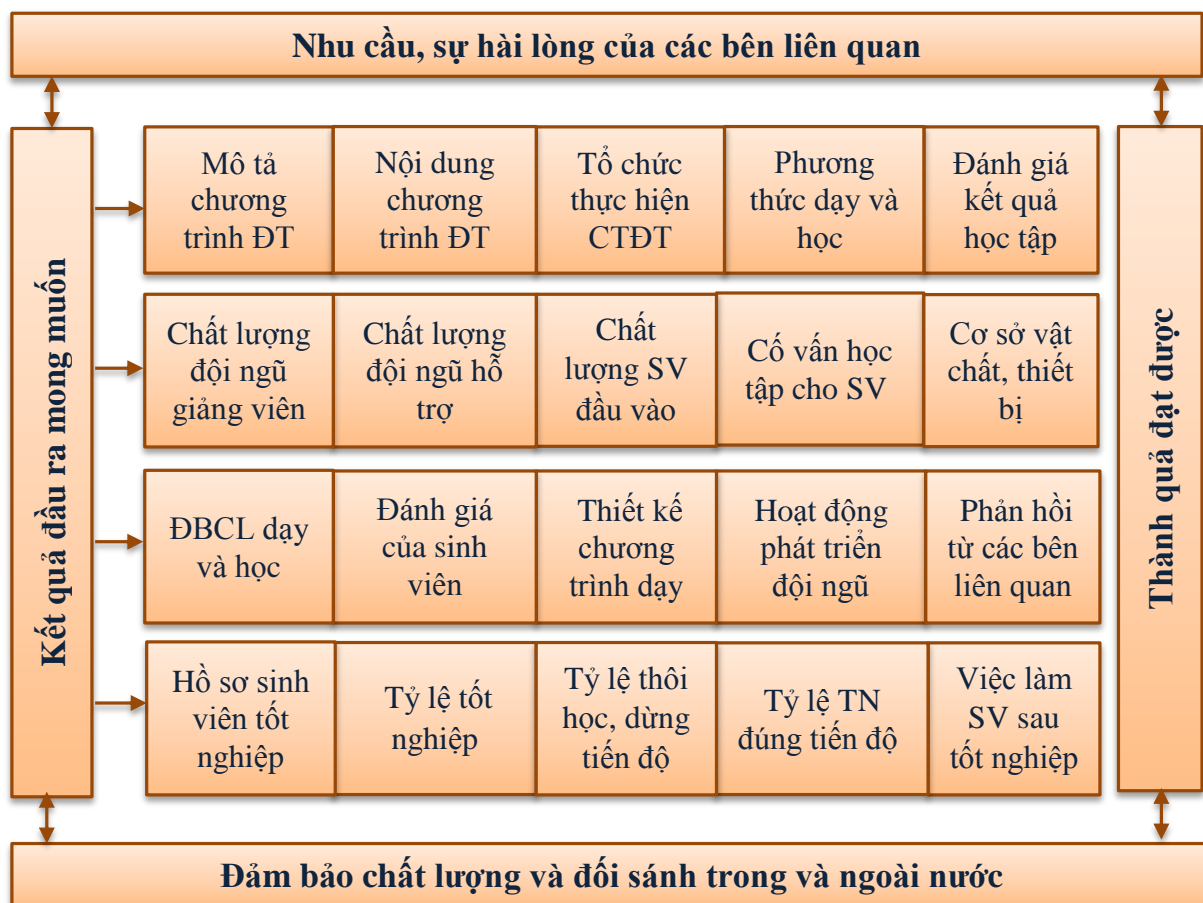 Nhu cầu, sự hài lòng của các bên liên quan
Kết quả đầu ra mong muốn
Mô tả
chương
trình ĐT
Nội dung
chương
trình ĐT
Tổ chức
thực hiện
CTĐT
Phương
thức dạy và
học
Đánh giá
kết quả
học tập
Chất lượng
đội ngũ
giảng viên
Chất lượng
đội ngũ hỗ
trợ
Chất
lượng SV
đầu vào
Cố vấn học
tập cho SV
Cơ sở vật
chất, thiết
bị
ĐBCL dạy
và học
Đánh giá
của sinh
viên
Thiết kế
chương
trình dạy
Hoạt động
phát triển
đội ngũ
Phản hồi
từ các bên
liên quan
Hồ sơ sinh
viên tốt
nghiệp
Tỷ lệ tốt
nghiệp
Tỷ lệ thôi
học, dừng
tiến độ
Tỷ lệ TN
đúng tiến độ
Việc làm
SV sau
tốt nghiệp
Thành quả đạt được
Đảm bảo chất lượng và đối sánh trong và ngoài nước